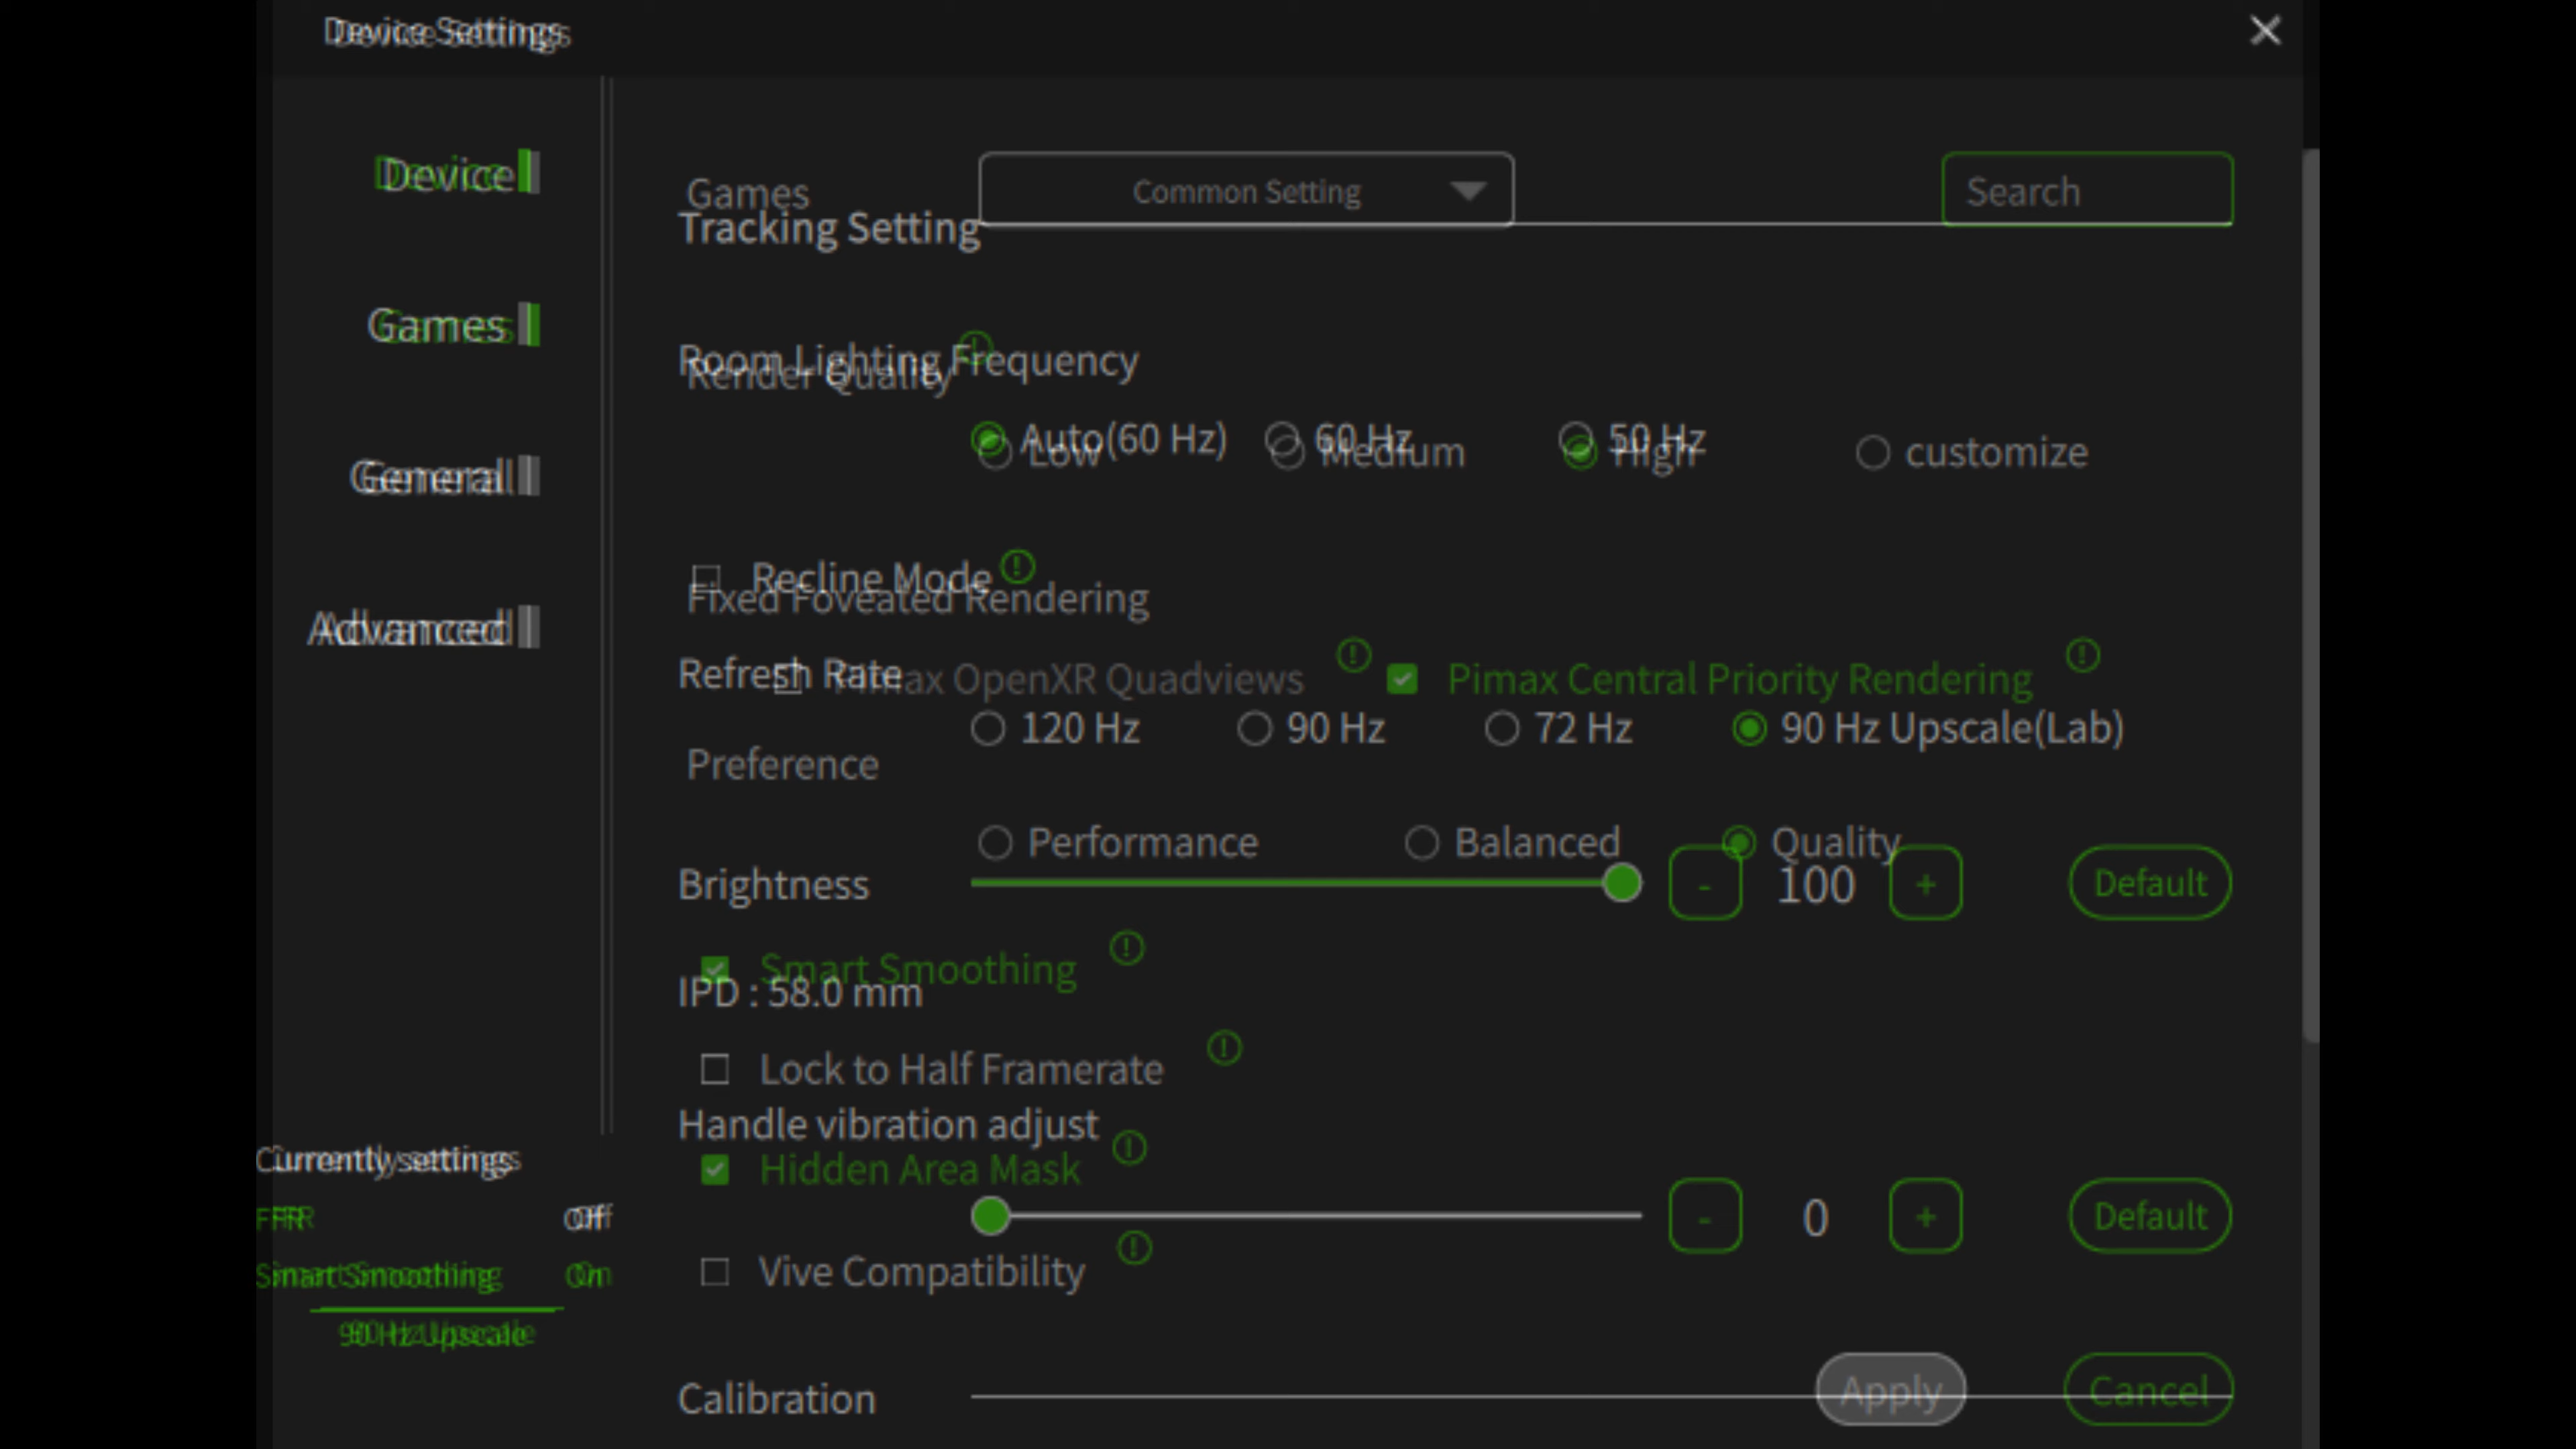 Device Settings
Device
Games
General
Advanced
Currently settings
FFR Off
Smart Smoothing On
90 Hz Upscale
Games Common Setting Search
Tracking Setting
Room Lighting Frequency
Render Quality
Auto(60 Hz) 60 Hz 50 Hz
Low Medium High customize
Recline Mode
Fixed Foveated Rendering
Refresh Rate
Pimax OpenXR Quadviews Pimax Central Priority Rendering
120 Hz 90 Hz 72 Hz 90 Hz Upscale(Lab)
Preference
Performance Balanced Quality
Brightness - 100 + Default
Smart Smoothing
IPD : 58.0 mm
Lock to Half Framerate
Handle vibration adjust
Hidden Area Mask
- 0 + Default
Vive Compatibility
Apply Cancel
Calibration